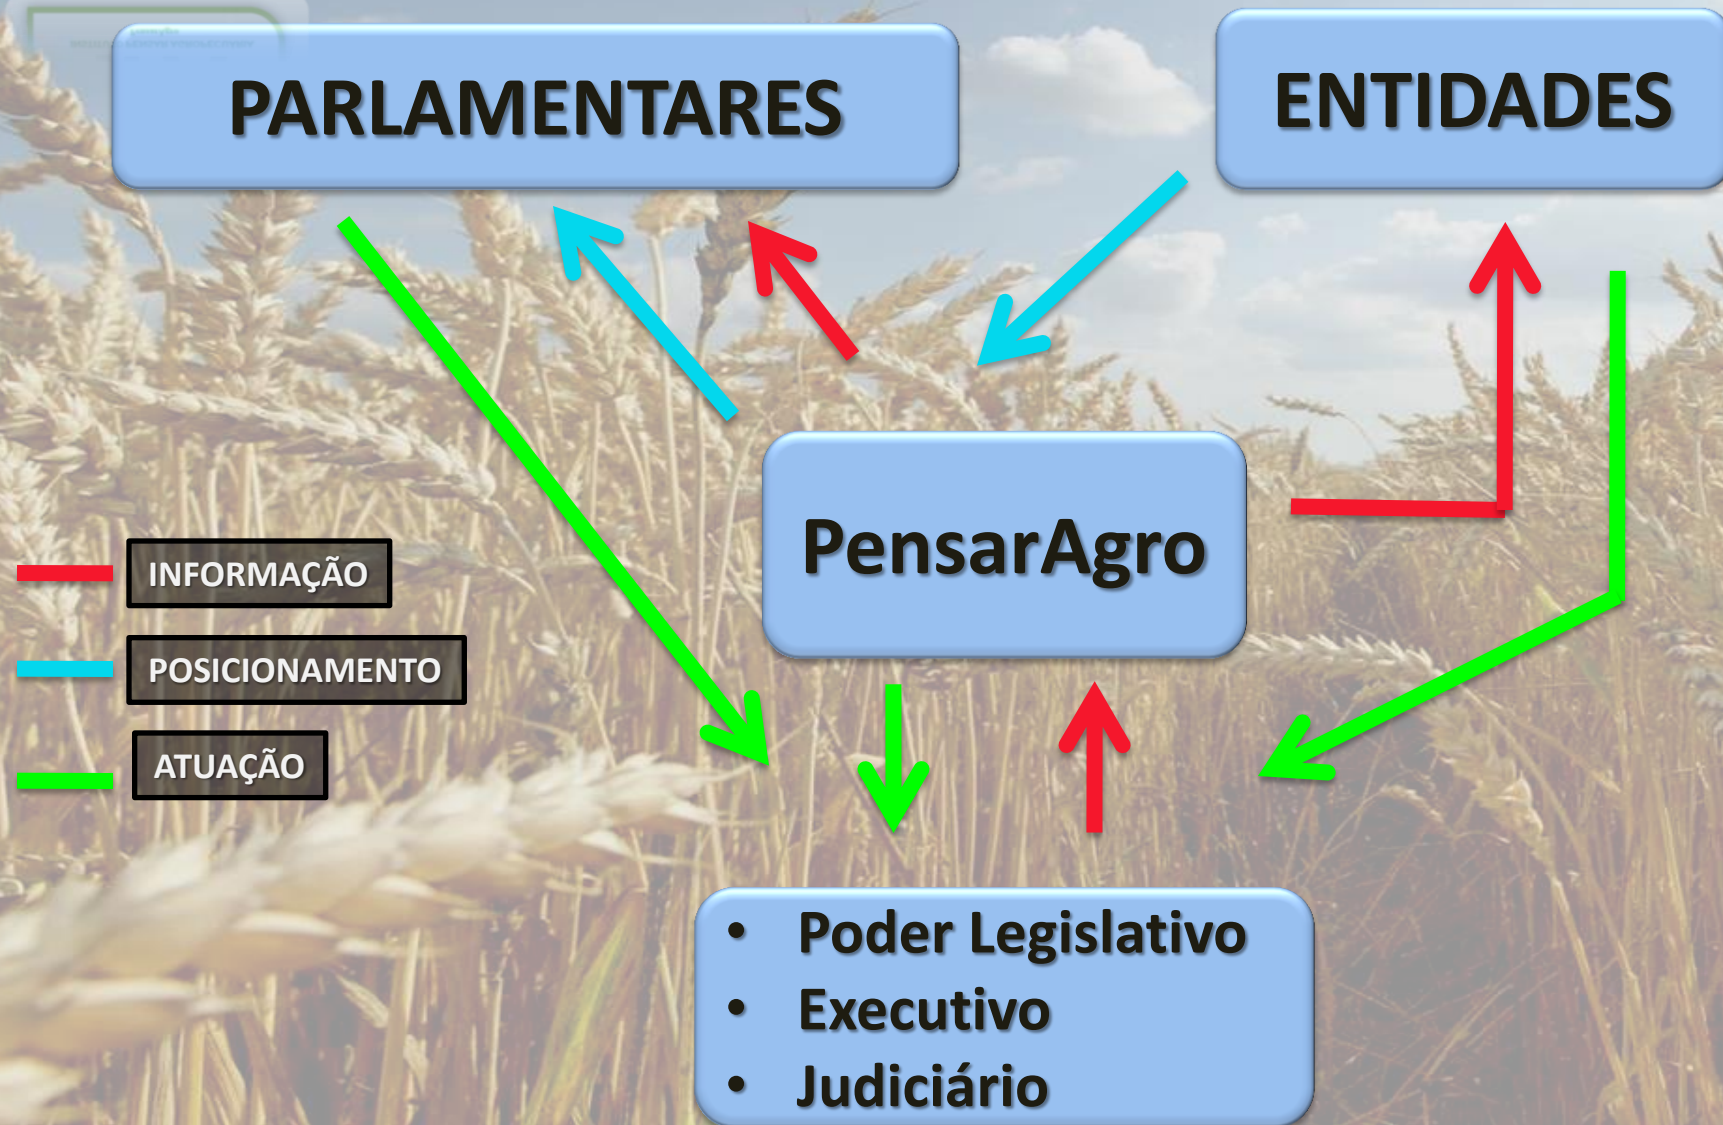 PARLAMENTARES
ENTIDADES
PensarAgro
INFORMAÇÃO
POSICIONAMENTO
ATUAÇÃO
• Poder Legislativo
• Executivo
• Judiciário